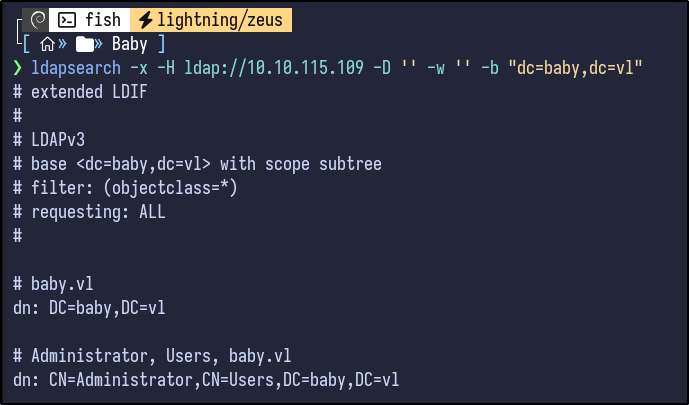 fish lightning/zeus
[ » » Baby ]
❯ ldapsearch -x -H ldap://10.10.115.109 -D '' -w '' -b "dc=baby,dc=vl"
# extended LDIF
#
# LDAPv3
# base <dc=baby,dc=vl> with scope subtree
# filter: (objectclass=*)
# requesting: ALL
#
# baby.vl
dn: DC=baby,DC=vl
# Administrator, Users, baby.vl
dn: CN=Administrator,CN=Users,DC=baby,DC=vl